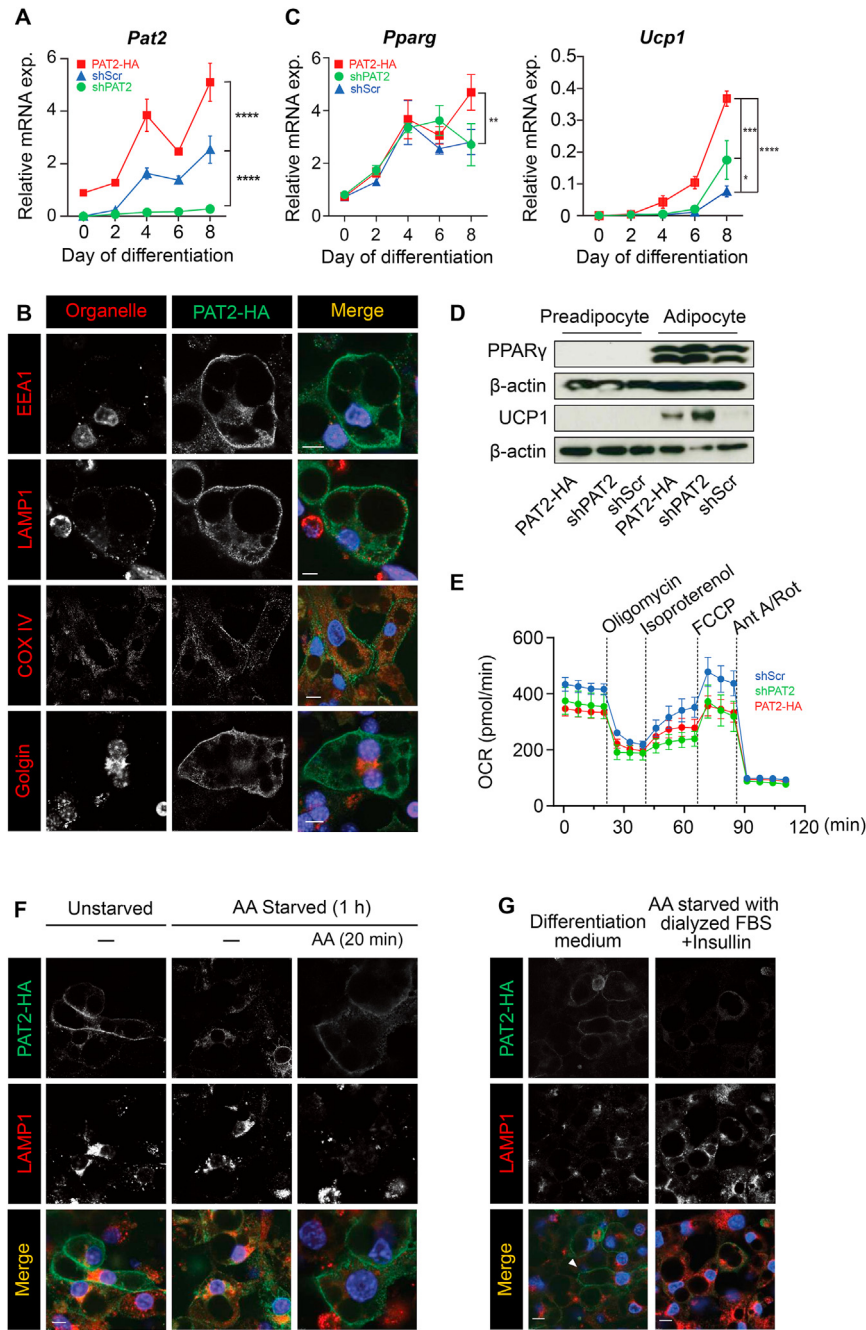 A
Pat2
PAT2-HA
shScr
shPAT2
Relative mRNA exp.
6
4
2
0
****
****
0 2 4 6 8
Day of differentiation
C
Pparg
PAT2-HA
shPAT2
shScr
Relative mRNA exp.
6
4
2
0
**
0 2 4 6 8
Day of differentiation
Ucp1
Relative mRNA exp.
0.5
0.4
0.3
0.2
0.1
0
***
****
*
0 2 4 6 8
Day of differentiation
B
Organelle PAT2-HA Merge
EEA1
LAMP1
COX IV
Golgin
D
Preadipocyte Adipocyte
PPARγ
β-actin
UCP1
β-actin
PAT2-HA
shPAT2
shScr
PAT2-HA
shPAT2
shScr
E
Oligomycin
Isoproterenol
FCCP
Ant A/Rot
OCR (pmol/min)
600
400
200
0
shScr
shPAT2
PAT2-HA
0 30 60 90 120 (min)
F
Unstarved AA Starved (1 h)
— — AA (20 min)
PAT2-HA
LAMP1
Merge
G
Differentiation
medium
AA starved with
dialyzed FBS
+Insullin
PAT2-HA
LAMP1
Merge